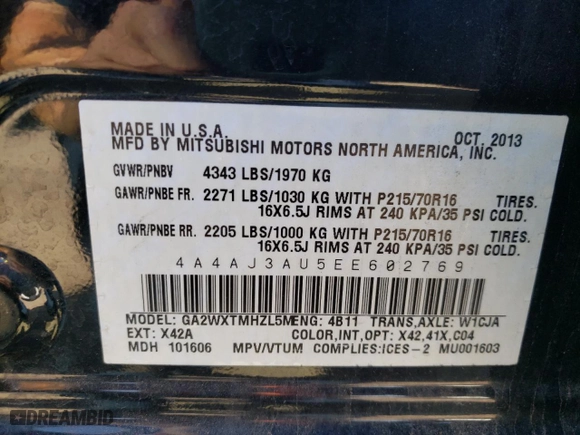 MADE IN U.S.A. OCT 2013
MFD BY MITSUBISHI MOTORS NORTH AMERICA, INC.
GVWR/PNBV 4343 LBS/1970 KG
GAWR/PNBE FR. 2271 LBS/1030 KG WITH P215/70R16 TIRES.
16X6.5J RIMS AT 240 KPA/35 PSI COLD.
GAWR/PNBE RR. 2205 LBS/1000 KG WITH P215/70R16 TIRES.
16X6.5J RIMS AT 240 KPA/35 PSI COLD.
4A4AJ3AU5EE602769
MODEL: GA2WXTMHZL5MENG: 4B11 TRANS,AXLE: W1CJA
EXT: X42A COLOR,INT,OPT: X42,41X,C04
MDH 101606 MPV/VTUM COMPLIES:ICES-2 MU001603
DREAMBID